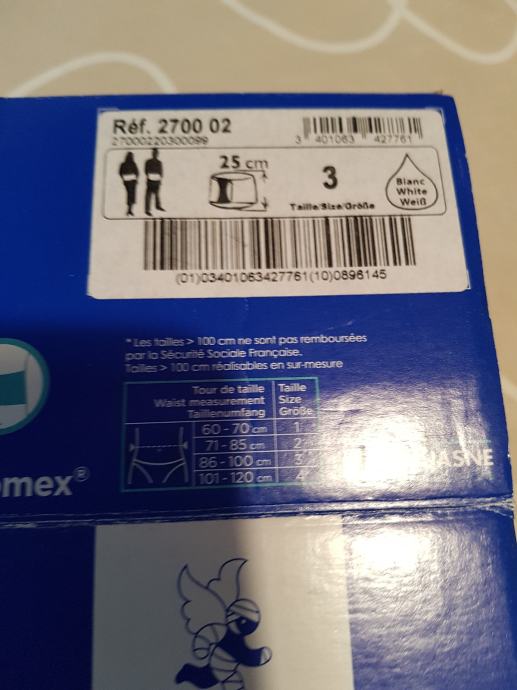 Réf. 2700 02
27000220300099
3 401063 427761
25 cm
3
Taille/Size/Größe
Blanc
White
Weiß
(01)03401063427761(10)0896145
* Les tailles > 100 cm ne sont pas remboursées
par la Sécurité Sociale Française.
Tailles > 100 cm réalisables en sur-mesure
Tour de taille Taille
Waist measurement Size
Taillenumfang Größe
60 - 70 cm 1
71 - 85 cm 2
86 - 100 cm 3
101 - 120 cm 4
omex®
ASNE